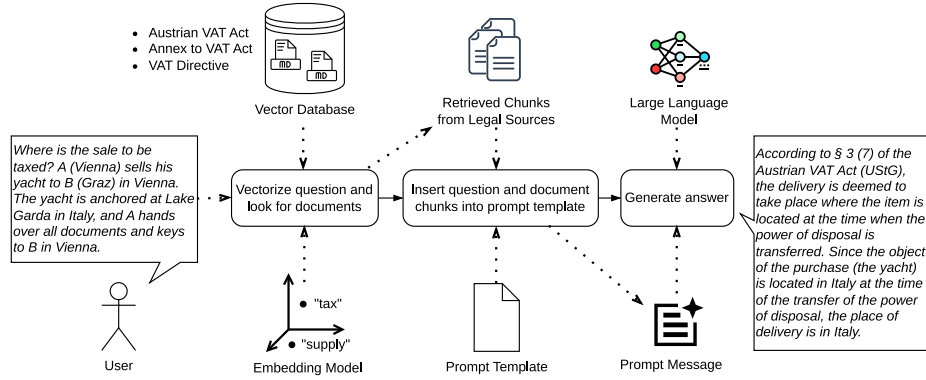 • Austrian VAT Act
• Annex to VAT Act
• VAT Directive
MD
MD
Vector Database
Retrieved Chunks
from Legal Sources
Large Language
Model
Where is the sale to be
taxed? A (Vienna) sells his
yacht to B (Graz) in Vienna.
The yacht is anchored at Lake
Garda in Italy, and A hands
over all documents and keys
to B in Vienna.
Vectorize question and
look for documents
Insert question and document
chunks into prompt template
Generate answer
According to § 3 (7) of the
Austrian VAT Act (UStG),
the delivery is deemed to
take place where the item is
located at the time when the
power of disposal is
transferred. Since the object
of the purchase (the yacht)
is located in Italy at the time
of the transfer of the power
of disposal, the place of
delivery is in Italy.
"tax"
"supply"
User
Embedding Model
Prompt Template
Prompt Message